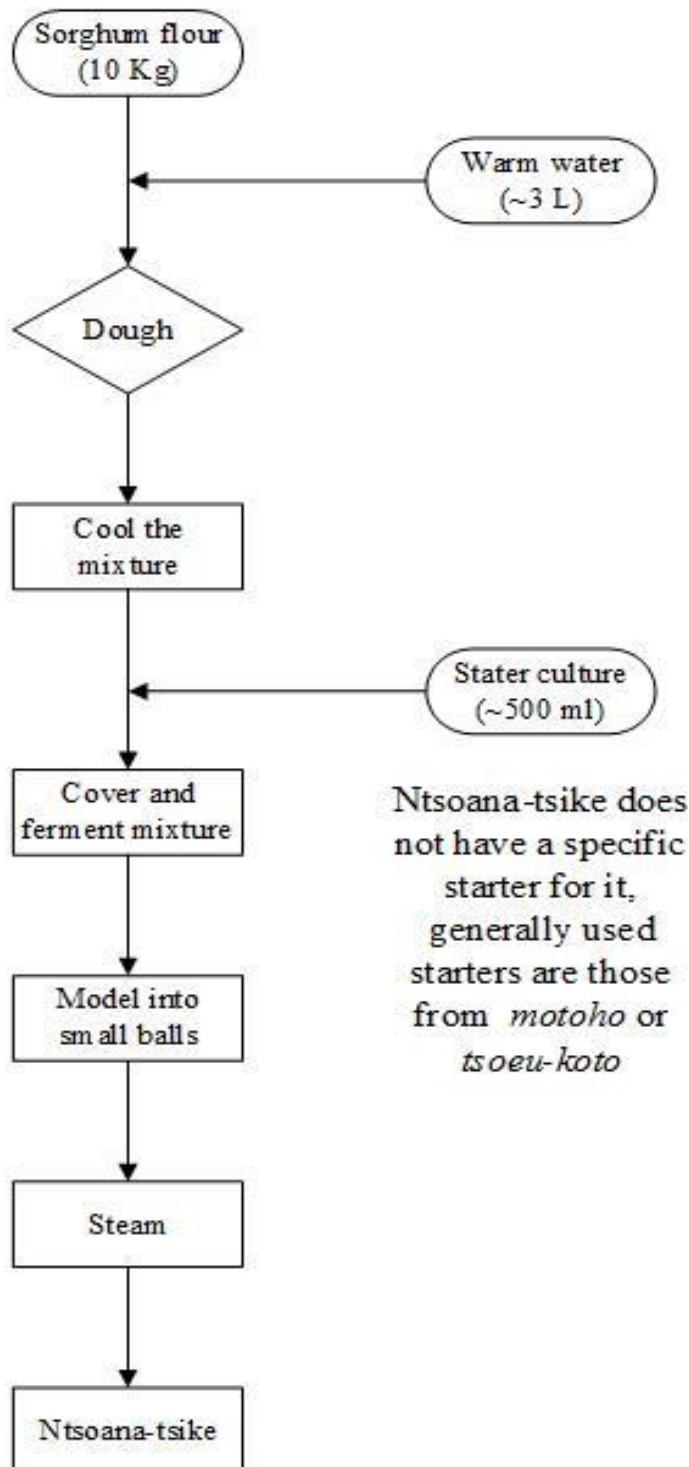 Sorghum flour
(10 Kg)
Warm water
(~3 L)
Dough
Cool the
mixture
Stater culture
(~500 ml)
Cover and
ferment mixture
Ntsoana-tsike does
not have a specific
starter for it,
generally used
starters are those
from motoho or
tsoeu-koto
Model into
small balls
Steam
Ntsoana-tsike